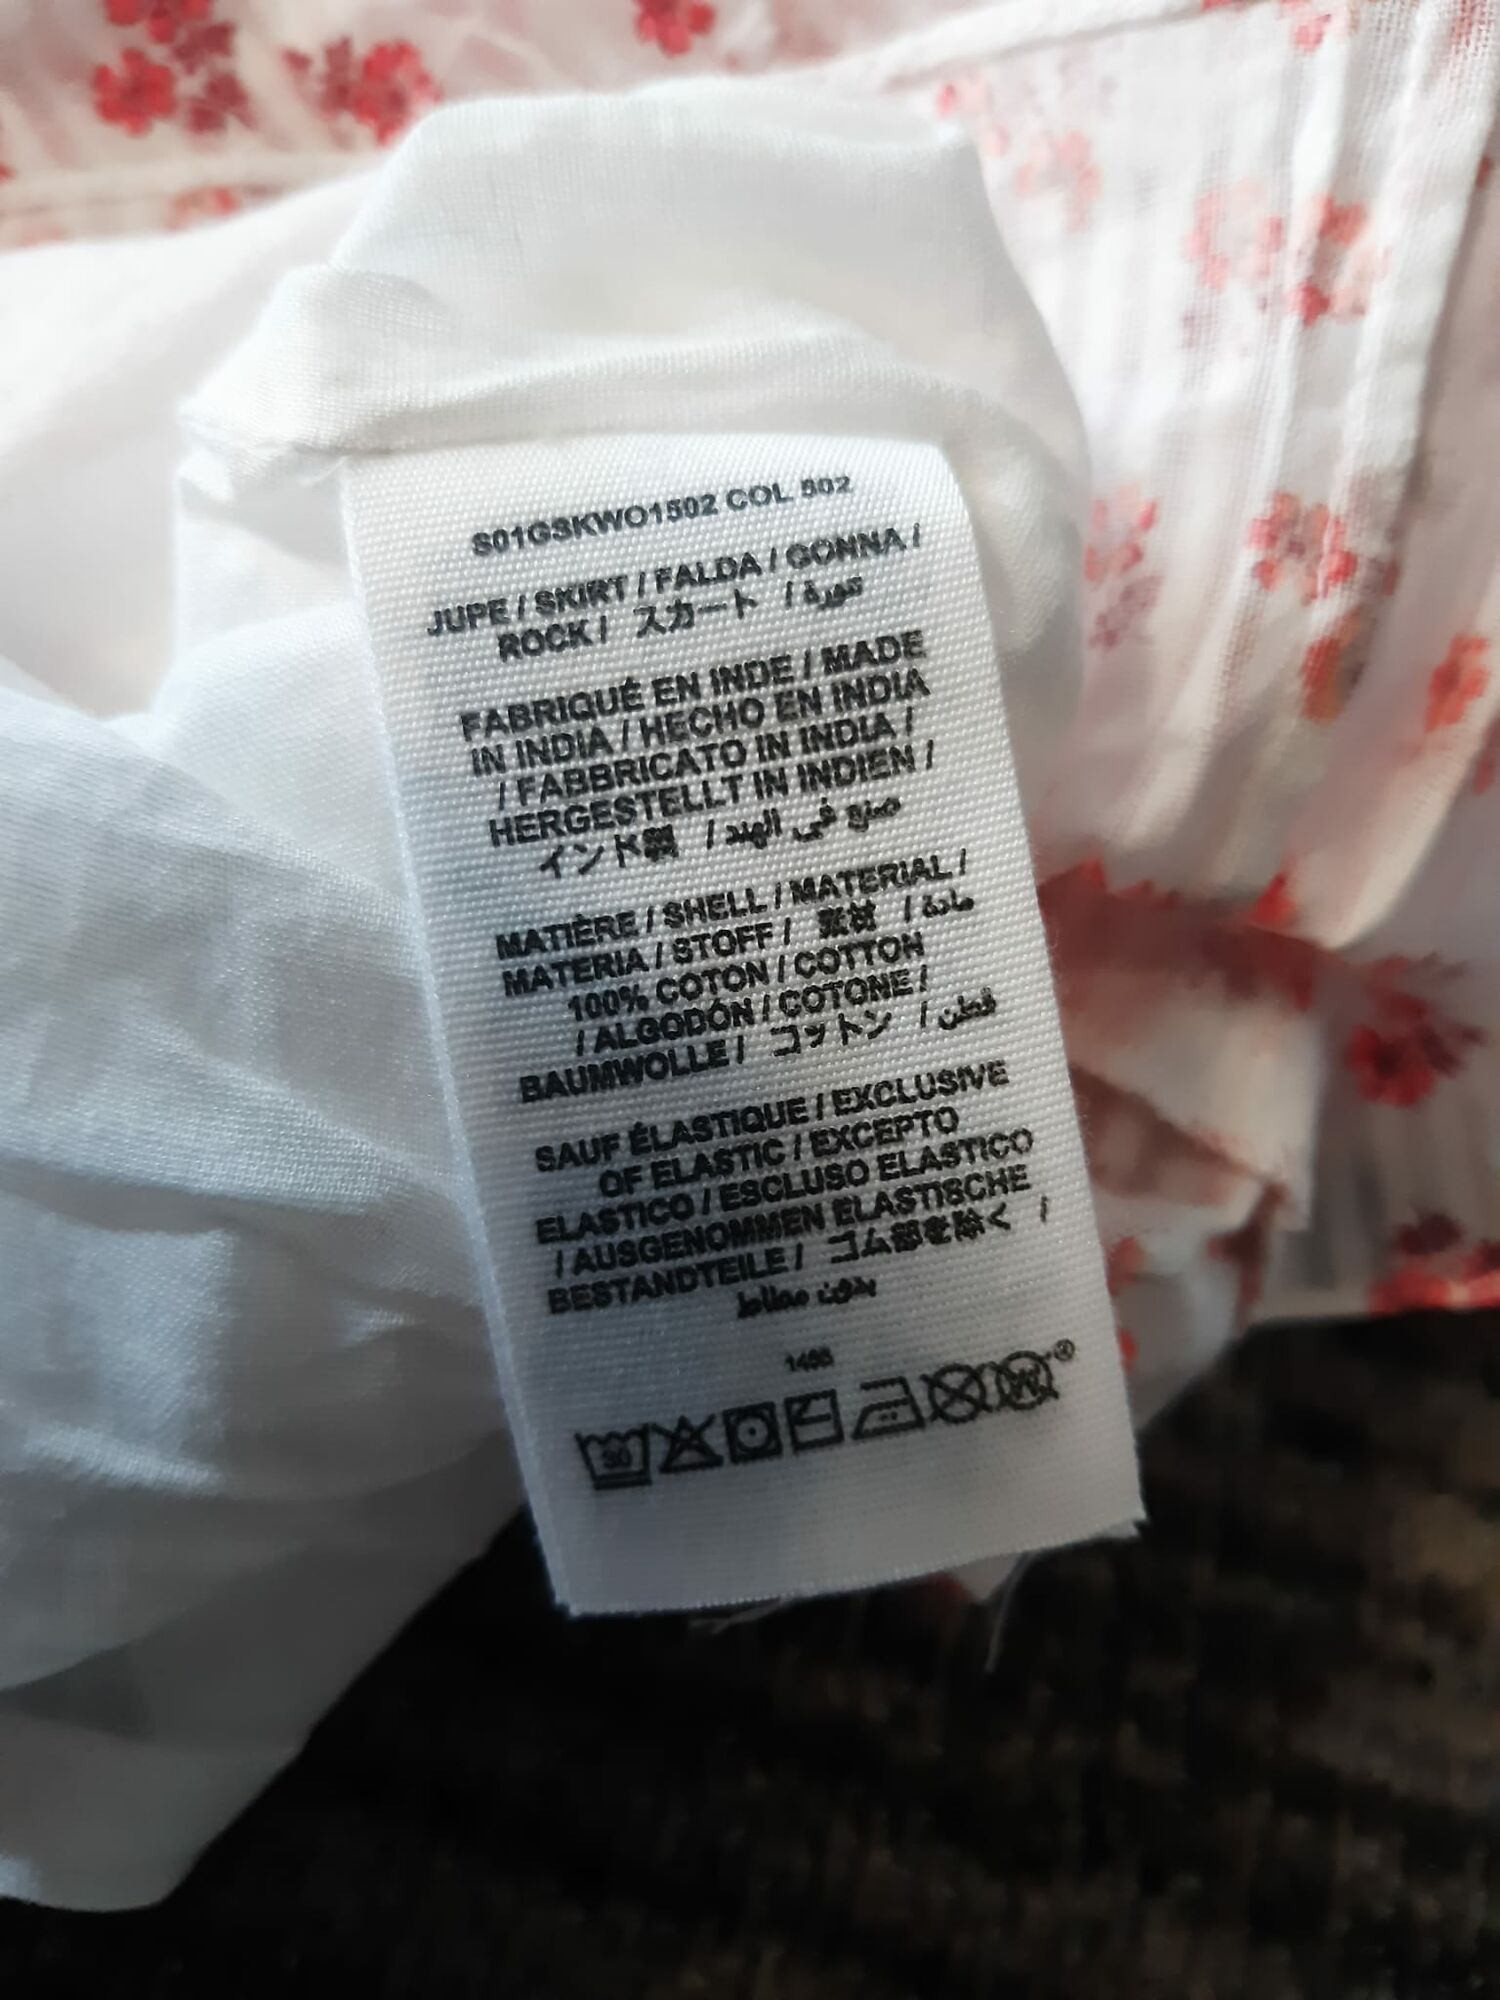 S01GSKWO1502 COL 502
JUPE / SKIRT / FALDA / GONNA /
ROCK / スカート / تنورة
FABRIQUÉ EN INDE / MADE
IN INDIA / HECHO EN INDIA
/ FABBRICATO IN INDIA /
HERGESTELLT IN INDIEN /
インド製 / صنع في الهند
MATIÈRE / SHELL / MATERIAL /
MATERIA / STOFF / 素材 / مادة
100% COTON / COTTON
/ ALGODÓN / COTONE /
BAUMWOLLE / コットン / قطن
SAUF ÉLASTIQUE / EXCLUSIVE
OF ELASTIC / EXCEPTO
ELASTICO / ESCLUSO ELASTICO
/ AUSGENOMMEN ELASTISCHE
BESTANDTEILE / ゴム部を除く /
بدون مطاط
30 W ®